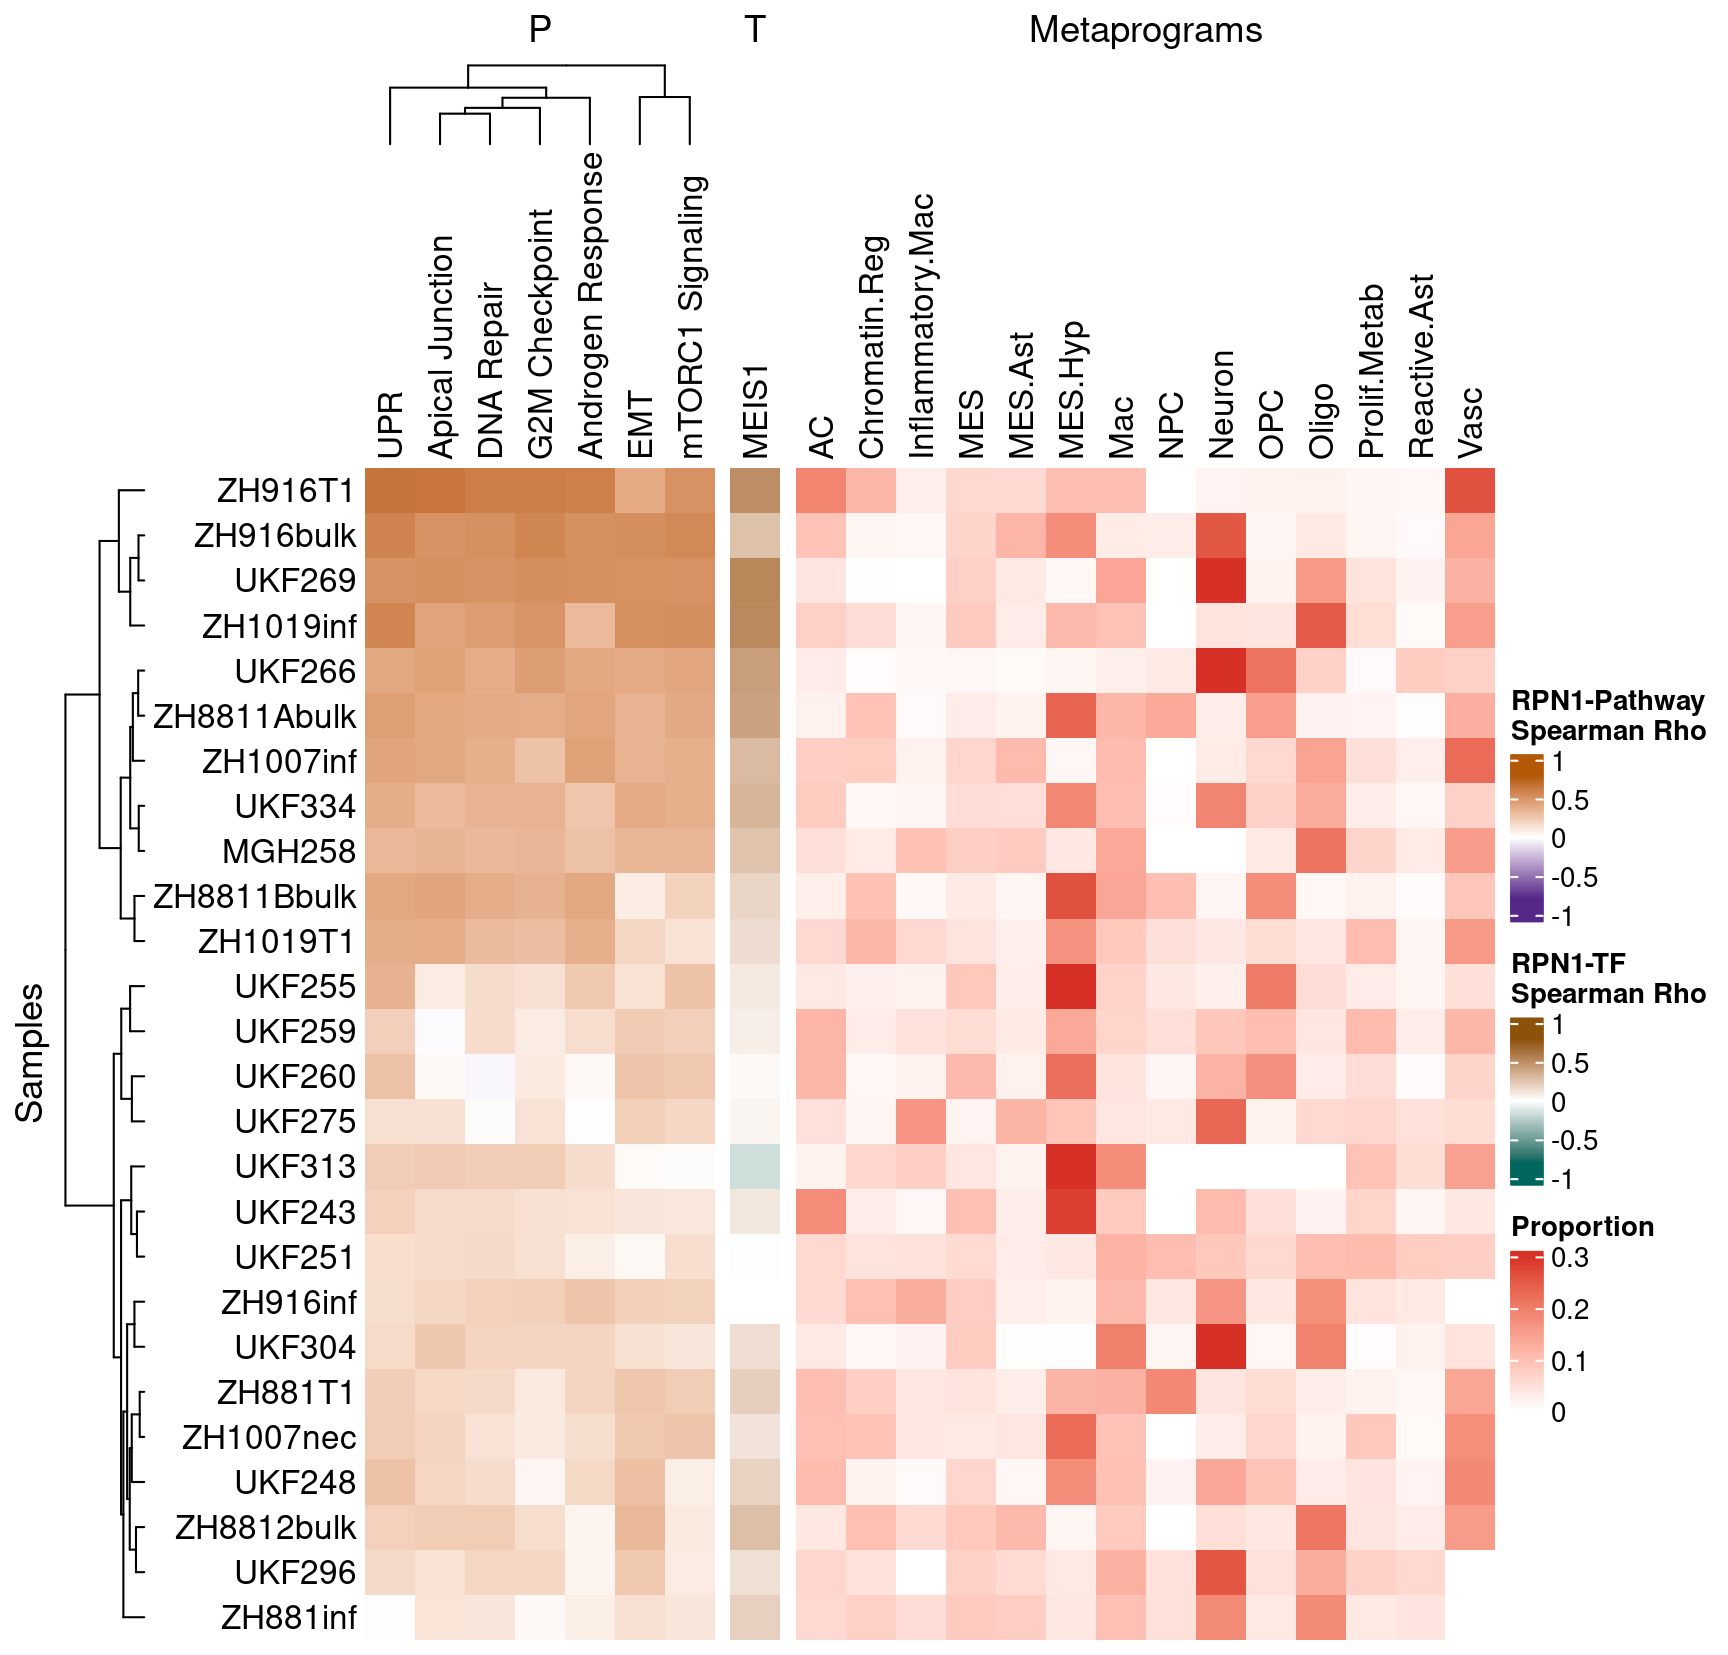 P T Metaprograms
UPR
Apical Junction
DNA Repair
G2M Checkpoint
Androgen Response
EMT
mTORC1 Signaling
MEIS1
AC
Chromatin.Reg
Inflammatory.Mac
MES
MES.Ast
MES.Hyp
Mac
NPC
Neuron
OPC
Oligo
Prolif.Metab
Reactive.Ast
Vasc
Samples
ZH916T1
ZH916bulk
UKF269
ZH1019inf
UKF266
ZH8811Abulk
ZH1007inf
UKF334
MGH258
ZH8811Bbulk
ZH1019T1
UKF255
UKF259
UKF260
UKF275
UKF313
UKF243
UKF251
ZH916inf
UKF304
ZH881T1
ZH1007nec
UKF248
ZH8812bulk
UKF296
ZH881inf
RPN1-Pathway
Spearman Rho
1
0.5
0
-0.5
-1
RPN1-TF
Spearman Rho
1
0.5
0
-0.5
-1
Proportion
0.3
0.2
0.1
0